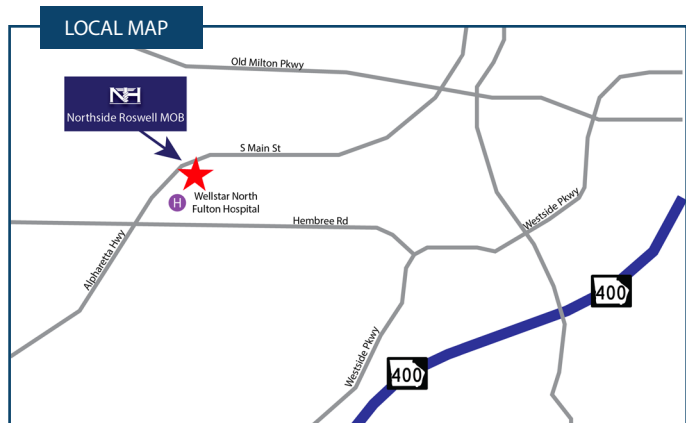 LOCAL MAP
Old Milton Pkwy
NH
Northside Roswell MOB
S Main St
H
Wellstar North
Fulton Hospital
Hembree Rd
Westside Pkwy
Alpharetta Hwy
400
Westside Pkwy
400